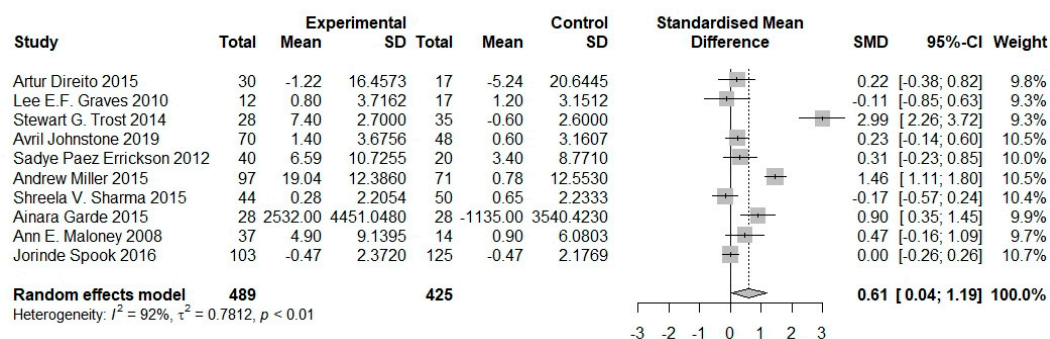 Experimental Control Standardised Mean
Study Total Mean SD Total Mean SD Difference SMD 95%-CI Weight
Artur Direito 2015 30 -1.22 16.4573 17 -5.24 20.6445 0.22 [-0.38; 0.82] 9.8%
Lee E.F. Graves 2010 12 0.80 3.7162 17 1.20 3.1512 -0.11 [-0.85; 0.63] 9.3%
Stewart G. Trost 2014 28 7.40 2.7000 35 -0.60 2.6000 2.99 [2.26; 3.72] 9.3%
Avril Johnstone 2019 70 1.40 3.6756 48 0.60 3.1607 0.23 [-0.14; 0.60] 10.5%
Sadye Paez Errickson 2012 40 6.59 10.7255 20 3.40 8.7710 0.31 [-0.23; 0.85] 10.0%
Andrew Miller 2015 97 19.04 12.3860 71 0.78 12.5530 1.46 [1.11; 1.80] 10.6%
Shreela V. Sharma 2015 44 0.28 2.2054 50 0.65 2.2333 -0.17 [-0.57; 0.24] 10.4%
Ainara Garde 2015 28 2532.00 4451.0480 28 -1135.00 3540.4230 0.90 [0.35; 1.45] 9.9%
Ann E. Maloney 2008 37 4.90 9.1395 14 0.90 6.0803 0.47 [-0.16; 1.09] 9.7%
Jorinde Spook 2016 103 -0.47 2.3720 125 -0.47 2.1769 0.00 [-0.26; 0.26] 10.7%
Random effects model 489 425 0.61 [ 0.04; 1.19] 100.0%
Heterogeneity: I² = 92%, τ² = 0.7812, p < 0.01
-3 -2 -1 0 1 2 3